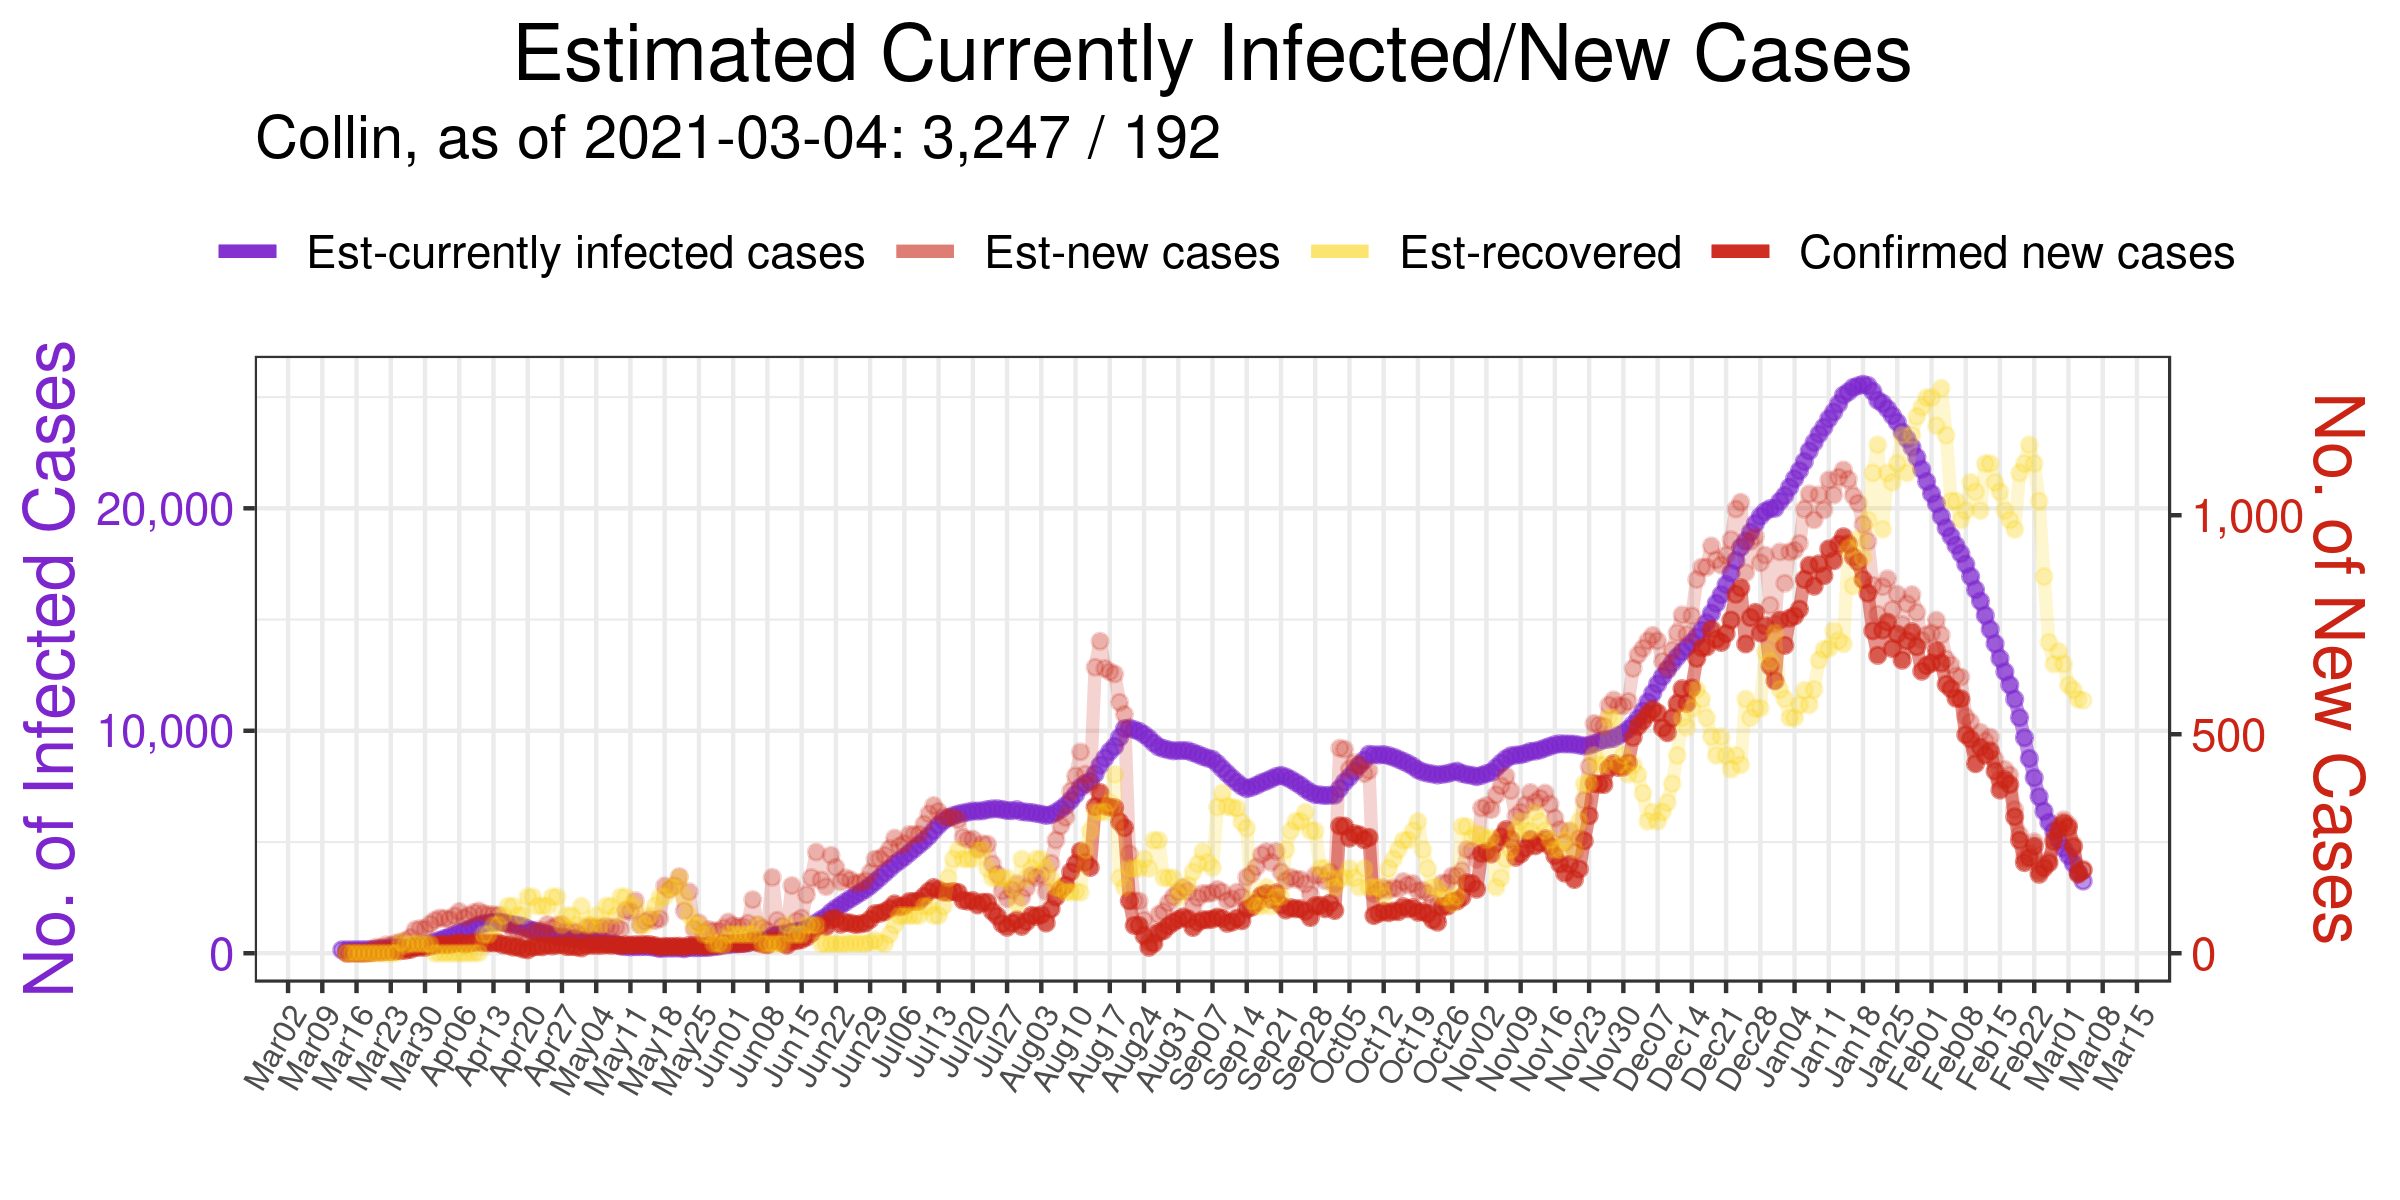 Estimated Currently Infected/New Cases
Collin, as of 2021-03-04: 3,247 / 192
Est-currently infected cases
Est-new cases
Est-recovered
Confirmed new cases
No. of Infected Cases
20,000
10,000
0
No. of New Cases
1,000
500
0
Mar02
Mar09
Mar16
Mar23
Mar30
Apr06
Apr13
Apr20
Apr27
May04
May11
May18
May25
Jun01
Jun08
Jun15
Jun22
Jun29
Jul06
Jul13
Jul20
Jul27
Aug03
Aug10
Aug17
Aug24
Aug31
Sep07
Sep14
Sep21
Sep28
Oct05
Oct12
Oct19
Oct26
Nov02
Nov09
Nov16
Nov23
Nov30
Dec07
Dec14
Dec21
Dec28
Jan04
Jan11
Jan18
Jan25
Feb01
Feb08
Feb15
Feb22
Mar01
Mar08
Mar15